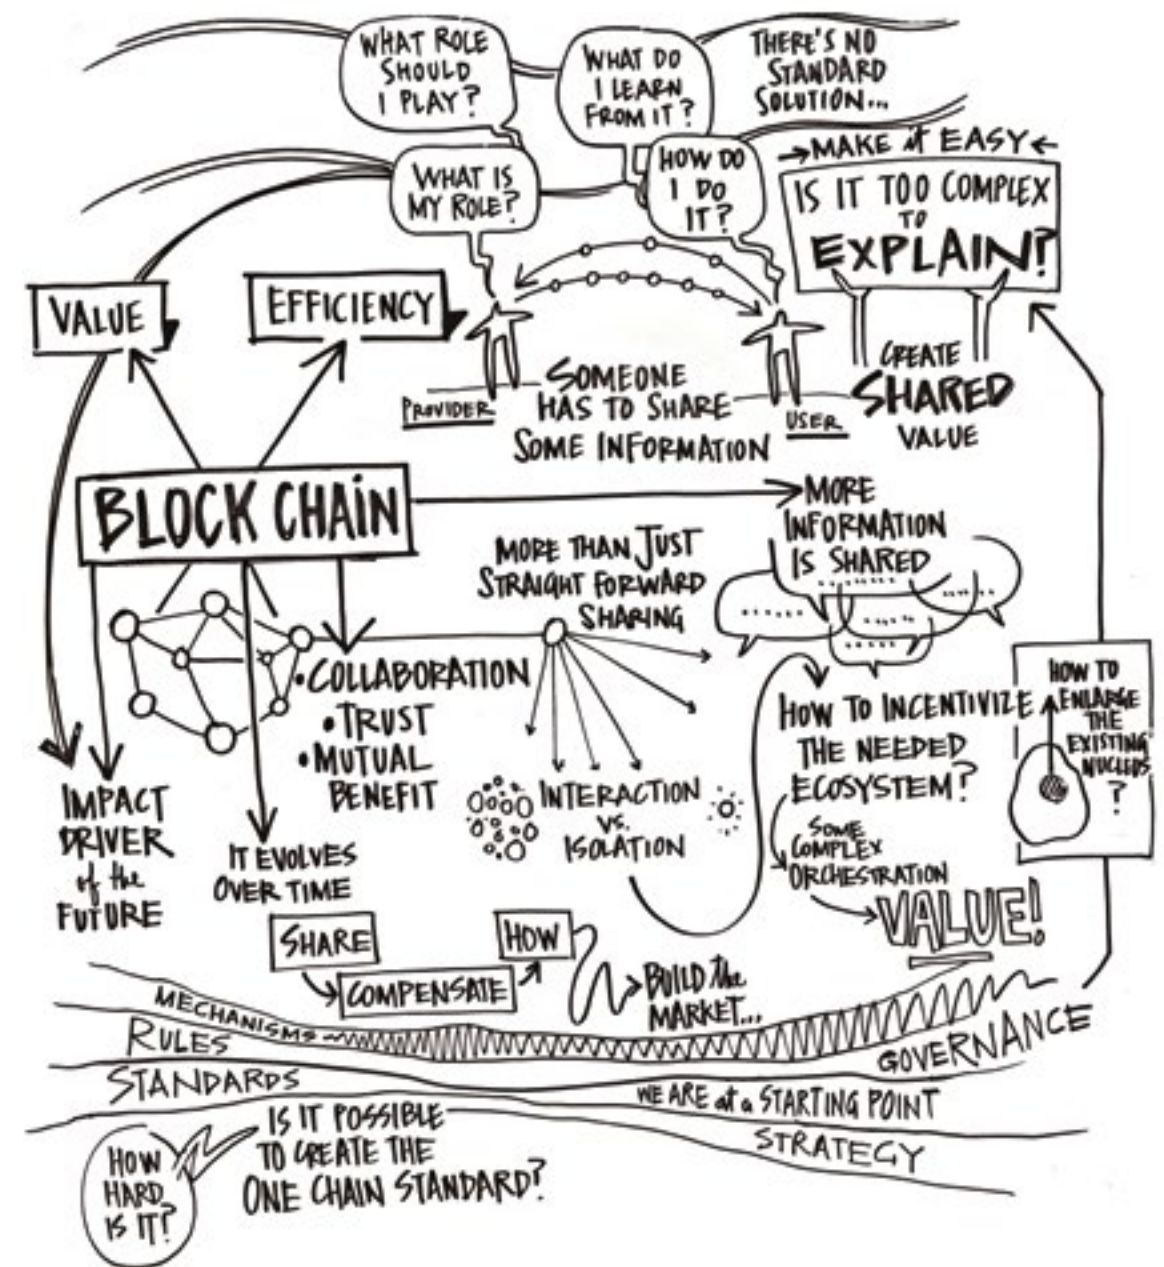 WHAT ROLE
SHOULD
I PLAY?
WHAT DO
I LEARN
FROM IT?
THERE'S NO
STANDARD
SOLUTION...
WHAT IS
MY ROLE?
HOW DO
I DO
IT?
MAKE it EASY
IS IT TOO COMPLEX
TO
EXPLAIN?
VALUE
EFFICIENCY
PROVIDER
SOMEONE
HAS TO SHARE
SOME INFORMATION
USER
CREATE
SHARED
VALUE
BLOCK CHAIN
MORE
INFORMATION
IS SHARED
MORE THAN JUST
STRAIGHT FORWARD
SHARING
• COLLABORATION
• TRUST
• MUTUAL
BENEFIT
HOW TO INCENTIVIZE
THE NEEDED
ECOSYSTEM?
HOW TO
ENLARGE
THE
EXISTING
NUCLEUS
?
IMPACT
DRIVER
of the
FUTURE
IT EVOLVES
OVER TIME
INTERACTION
VS.
ISOLATION
SOME
COMPLEX
ORCHESTRATION
VALUE!
SHARE
COMPENSATE
HOW
BUILD the
MARKET...
MECHANISMS
RULES
GOVERNANCE
STANDARDS
WE ARE at a STARTING POINT
STRATEGY
IS IT POSSIBLE
TO CREATE THE
ONE CHAIN STANDARD?
HOW
HARD
IS IT?